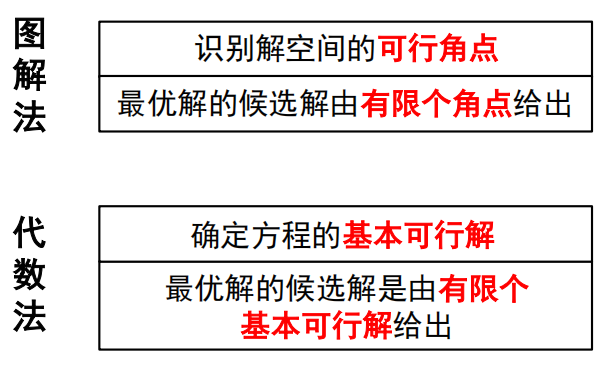 图解法
识别解空间的可行角点
最优解的候选解由有限个角点给出
代数法
确定方程的基本可行解
最优解的候选解是由有限个
基本可行解给出